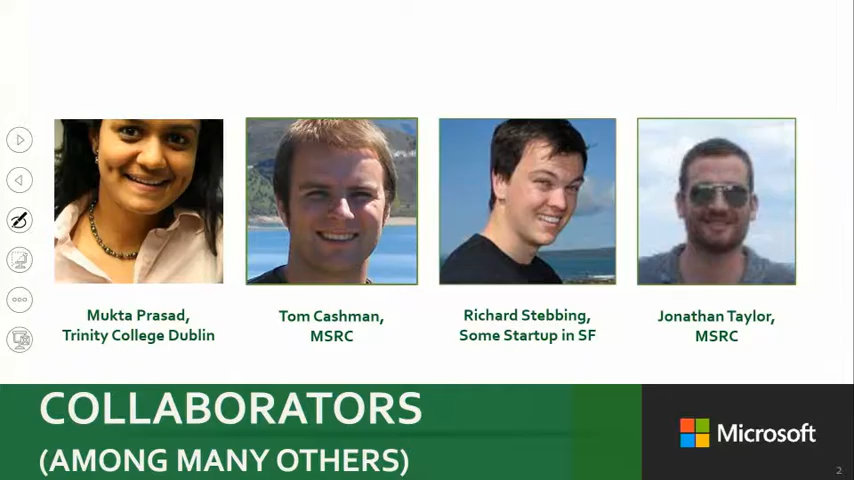 Mukta Prasad,
Trinity College Dublin
Tom Cashman,
MSRC
Richard Stebbing,
Some Startup in SF
Jonathan Taylor,
MSRC
COLLABORATORS
(AMONG MANY OTHERS)
Microsoft
2